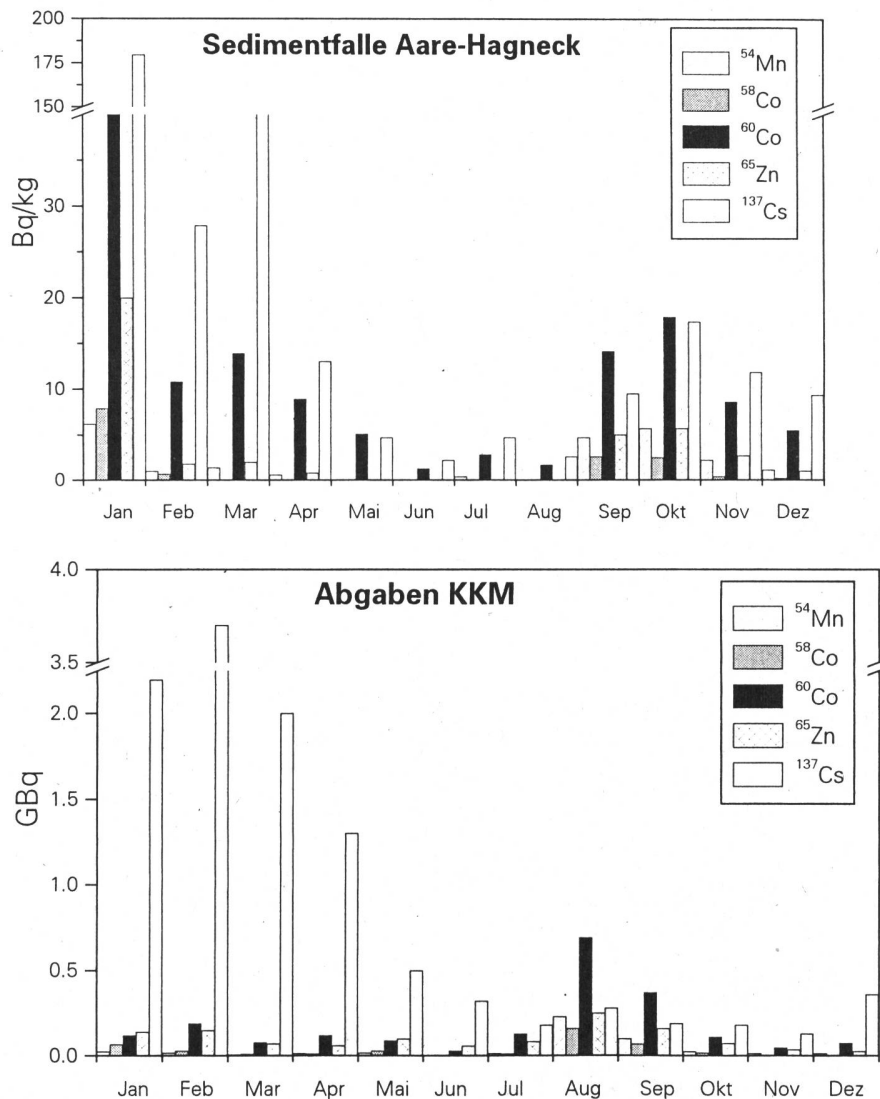 Sedimentfalle Aare-Hagneck
200
175
150
30
20
10
0
Bq/kg
⁵⁴Mn
⁵⁸Co
⁶⁰Co
⁶⁵Zn
¹³⁷Cs
Jan Feb Mar Apr Mai Jun Jul Aug Sep Okt Nov Dez
Abgaben KKM
4.0
3.5
2.0
1.5
1.0
0.5
0.0
GBq
⁵⁴Mn
⁵⁸Co
⁶⁰Co
⁶⁵Zn
¹³⁷Cs
Jan Feb Mar Apr Mai Jun Jul Aug Sep Okt Nov Dez